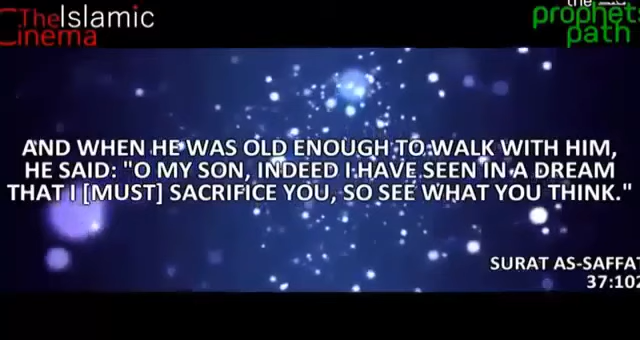 The Islamic
Cinema
the
prophets
path
AND WHEN HE WAS OLD ENOUGH TO WALK WITH HIM,
HE SAID: "O MY SON, INDEED I HAVE SEEN IN A DREAM
THAT I [MUST] SACRIFICE YOU, SO SEE WHAT YOU THINK."
SURAT AS-SAFFAT
37:102